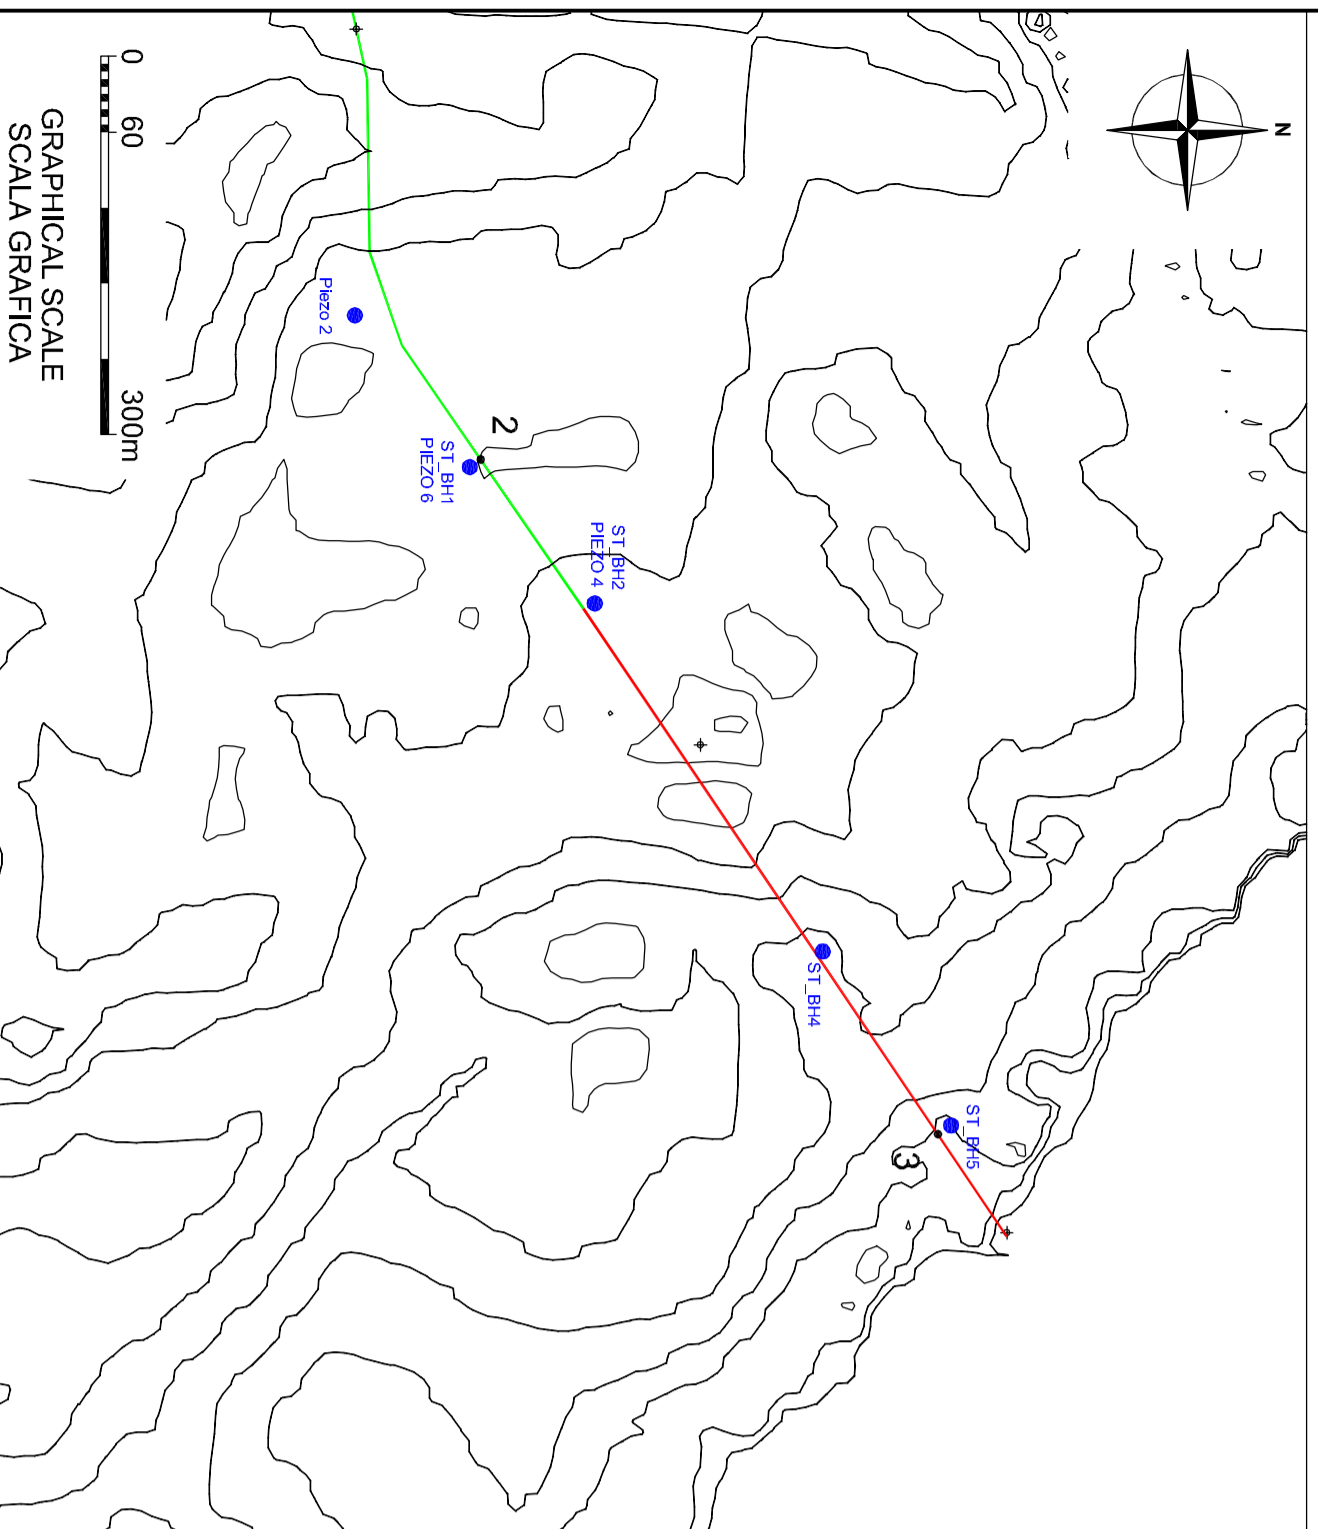 N
0
60
300m
GRAPHICAL SCALE
SCALA GRAFICA
Piezo 2
2
ST_BH1
PIEZO 6
ST_BH2
PIEZO 4
ST_BH4
ST_BH5
3